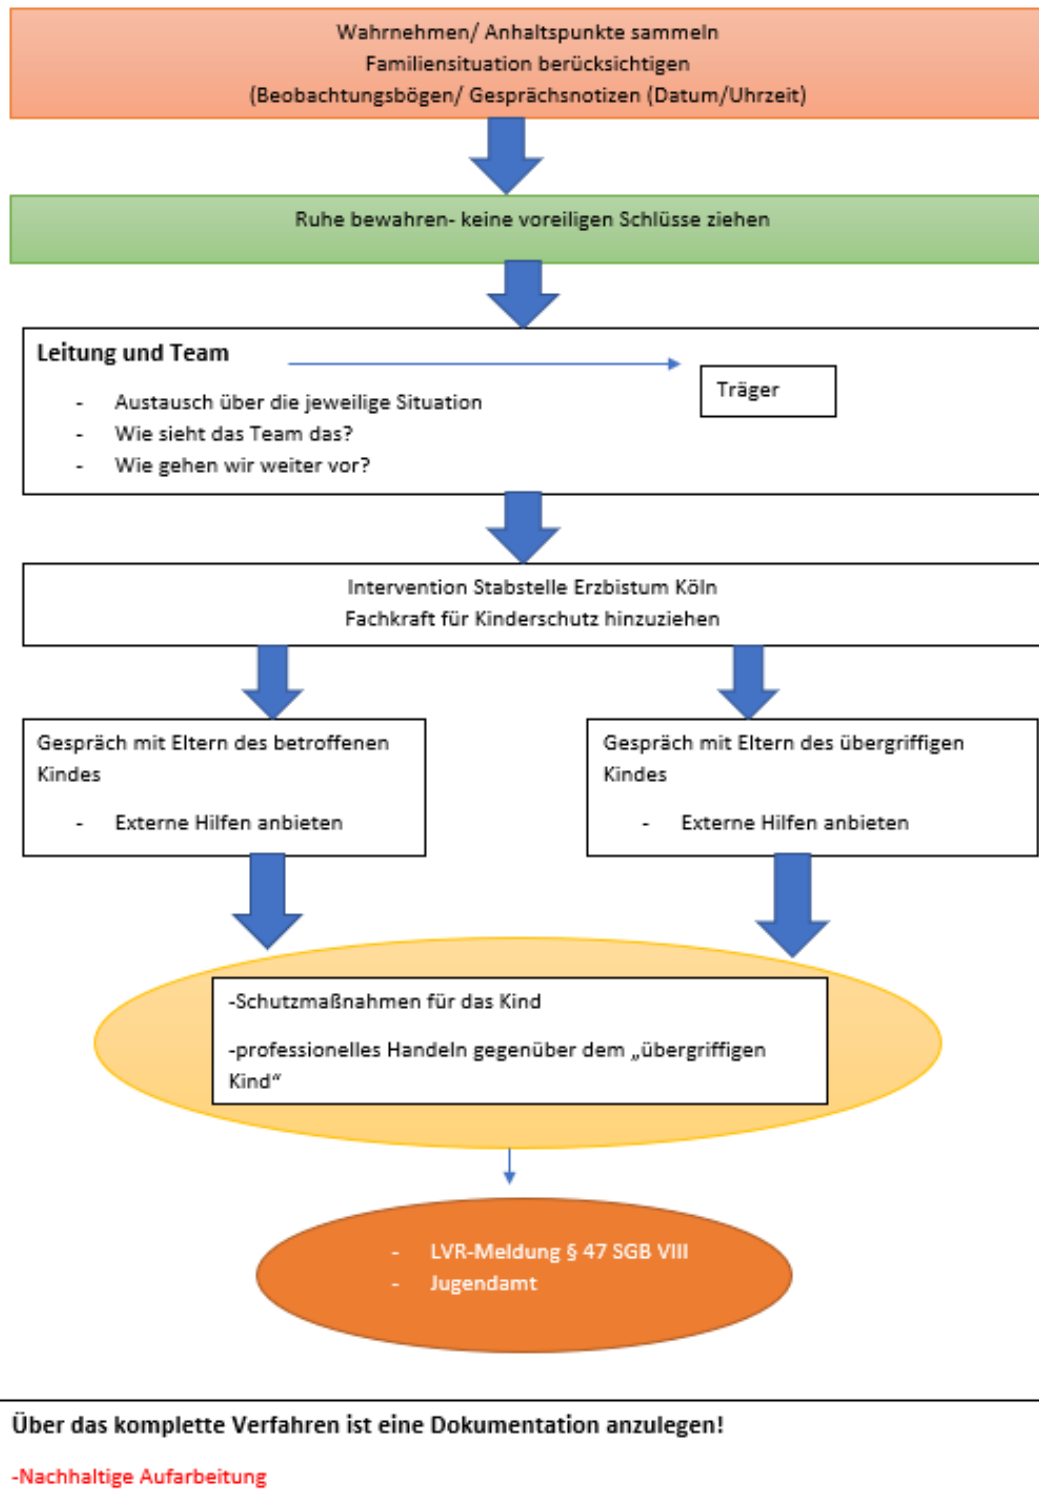 Wahrnehmen/ Anhaltspunkte sammeln
Familiensituation berücksichtigen
(Beobachtungsbögen/ Gesprächsnotizen (Datum/Uhrzeit)
Ruhe bewahren- keine voreiligen Schlüsse ziehen
Leitung und Team
- Austausch über die jeweilige Situation
- Wie sieht das Team das?
- Wie gehen wir weiter vor?
Träger
Intervention Stabstelle Erzbistum Köln
Fachkraft für Kinderschutz hinzuziehen
Gespräch mit Eltern des betroffenen
Kindes
- Externe Hilfen anbieten
Gespräch mit Eltern des übergriffigen
Kindes
- Externe Hilfen anbieten
-Schutzmaßnahmen für das Kind
-professionelles Handeln gegenüber dem „übergriffigen
Kind“
- LVR-Meldung § 47 SGB VIII
- Jugendamt
Über das komplette Verfahren ist eine Dokumentation anzulegen!
-Nachhaltige Aufarbeitung